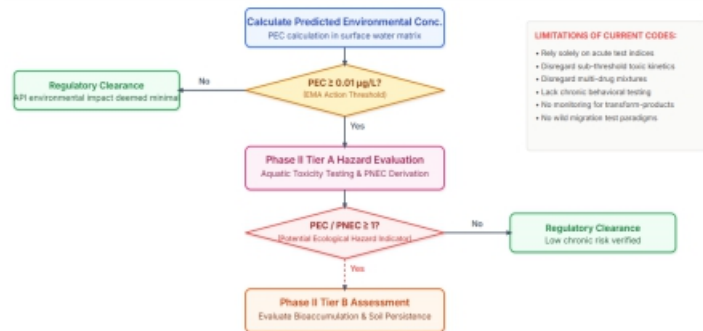 Calculate Predicted Environmental Conc.
PEC calculation in surface water matrix
LIMITATIONS OF CURRENT CODES:
• Rely solely on acute test indices
• Disregard sub-threshold toxic kinetics
• Disregard multi-drug mixtures
• Lack chronic behavioral testing
• No monitoring for transform-products
• No wild migration test paradigms
PEC ≥ 0.01 µg/L?
(EMA Action Threshold)
No
Regulatory Clearance
API environmental impact deemed minimal
Yes
Phase II Tier A Hazard Evaluation
Aquatic Toxicity Testing & PNEC Derivation
PEC / PNEC ≥ 1?
(Potential Ecological Hazard Indicator)
No
Regulatory Clearance
Low chronic risk verified
Yes
Phase II Tier B Assessment
Evaluate Bioaccumulation & Soil Persistence